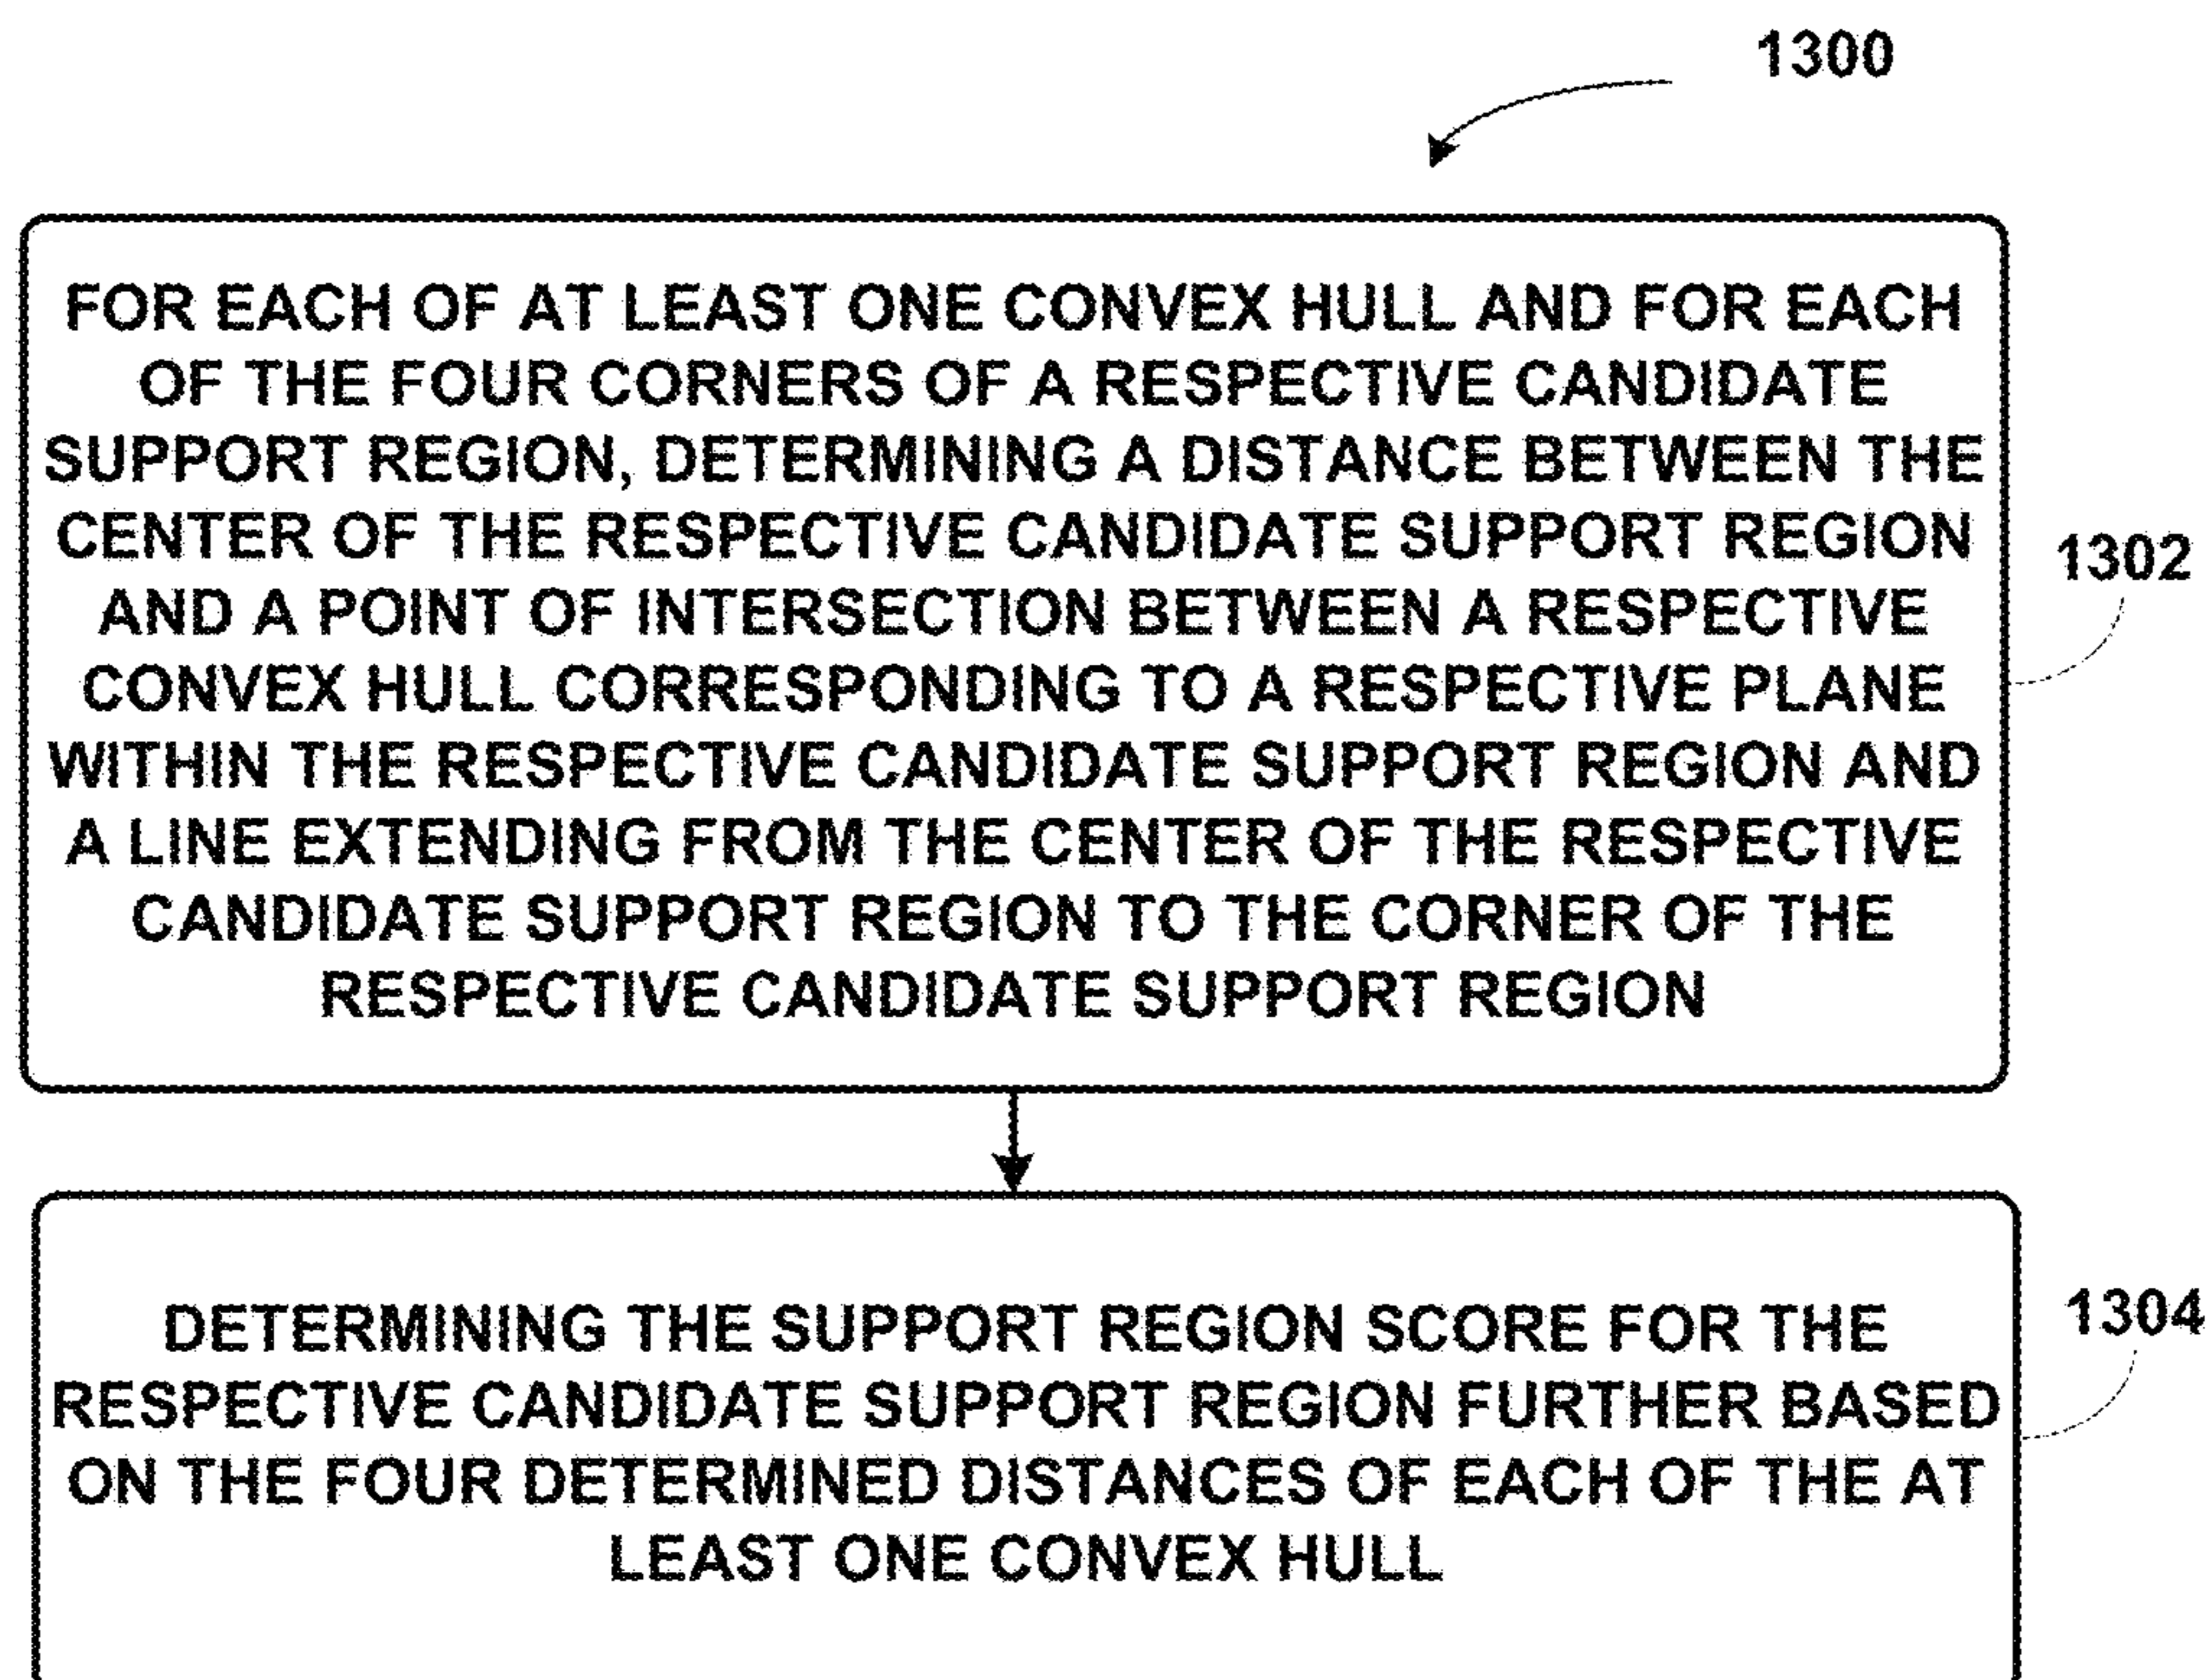 1300
FOR EACH OF AT LEAST ONE CONVEX HULL AND FOR EACH
OF THE FOUR CORNERS OF A RESPECTIVE CANDIDATE
SUPPORT REGION, DETERMINING A DISTANCE BETWEEN THE
CENTER OF THE RESPECTIVE CANDIDATE SUPPORT REGION
AND A POINT OF INTERSECTION BETWEEN A RESPECTIVE
CONVEX HULL CORRESPONDING TO A RESPECTIVE PLANE
WITHIN THE RESPECTIVE CANDIDATE SUPPORT REGION AND
A LINE EXTENDING FROM THE CENTER OF THE RESPECTIVE
CANDIDATE SUPPORT REGION TO THE CORNER OF THE
RESPECTIVE CANDIDATE SUPPORT REGION
1302
DETERMINING THE SUPPORT REGION SCORE FOR THE
RESPECTIVE CANDIDATE SUPPORT REGION FURTHER BASED
ON THE FOUR DETERMINED DISTANCES OF EACH OF THE AT
LEAST ONE CONVEX HULL
1304